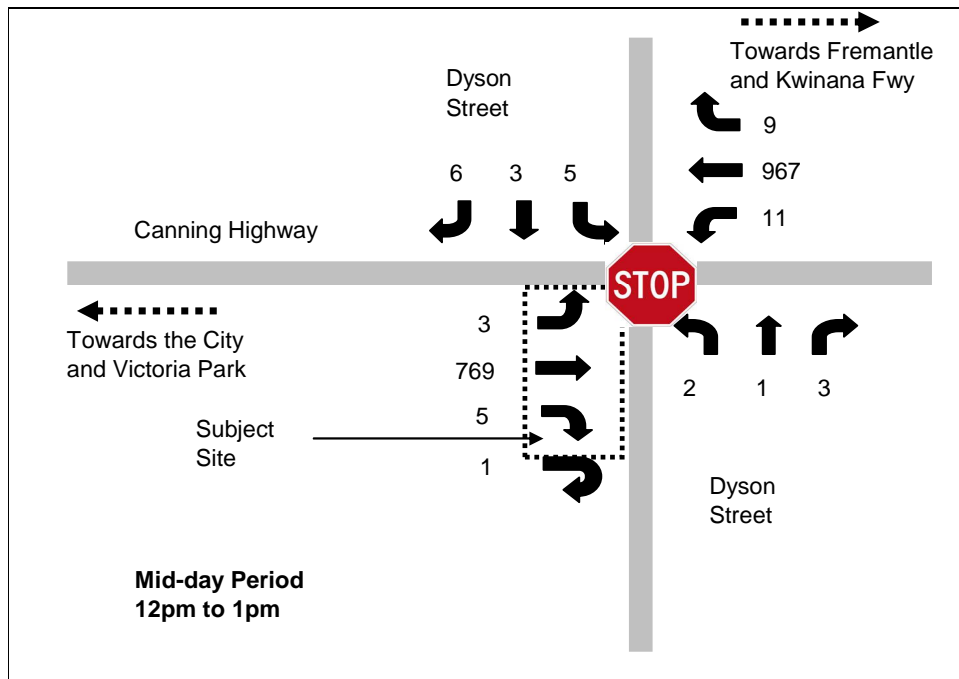 Towards Fremantle
and Kwinana Fwy
Dyson
Street
9
6 3 5
967
11
Canning Highway
STOP
3
Towards the City
and Victoria Park
769
2 1 3
5
Subject
Site
1
Dyson
Street
Mid-day Period
12pm to 1pm